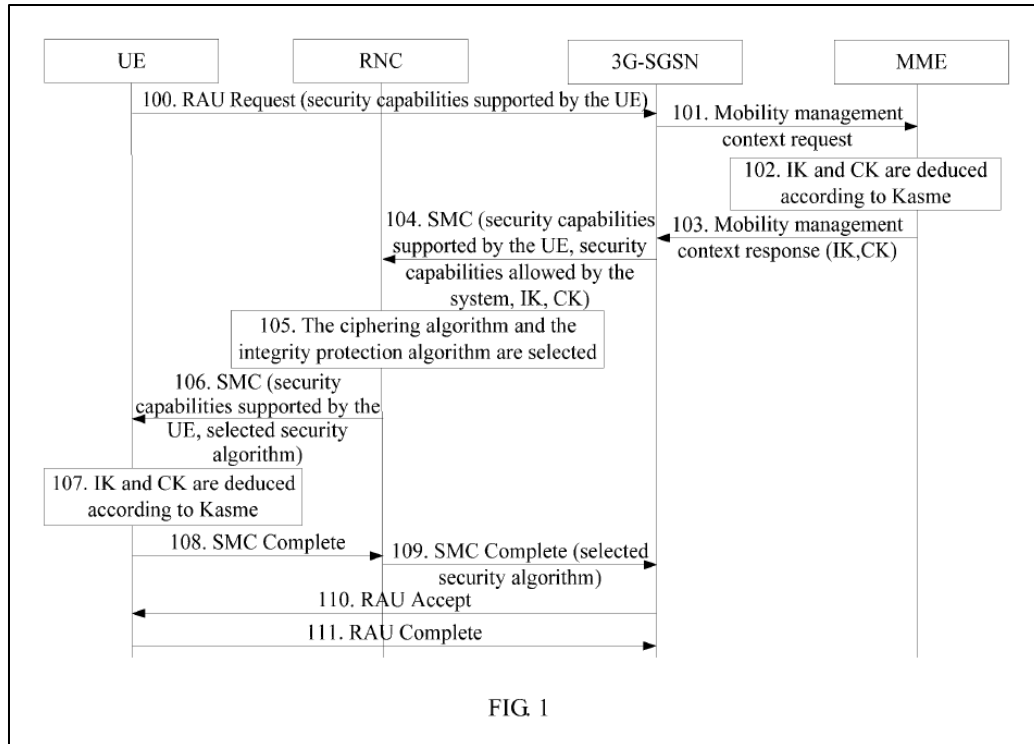 UE
RNC
3G-SGSN
MME
100. RAU Request (security capabilities supported by the UE)
101. Mobility management
context request
102. IK and CK are deduced
according to Kasme
103. Mobility management
context response (IK,CK)
104. SMC (security capabilities
supported by the UE, security
capabilities allowed by the
system, IK, CK)
105. The ciphering algorithm and the
integrity protection algorithm are selected
106. SMC (security
capabilities supported by the
UE, selected security
algorithm)
107. IK and CK are deduced
according to Kasme
108. SMC Complete
109. SMC Complete (selected
security algorithm)
110. RAU Accept
111. RAU Complete
FIG. 1